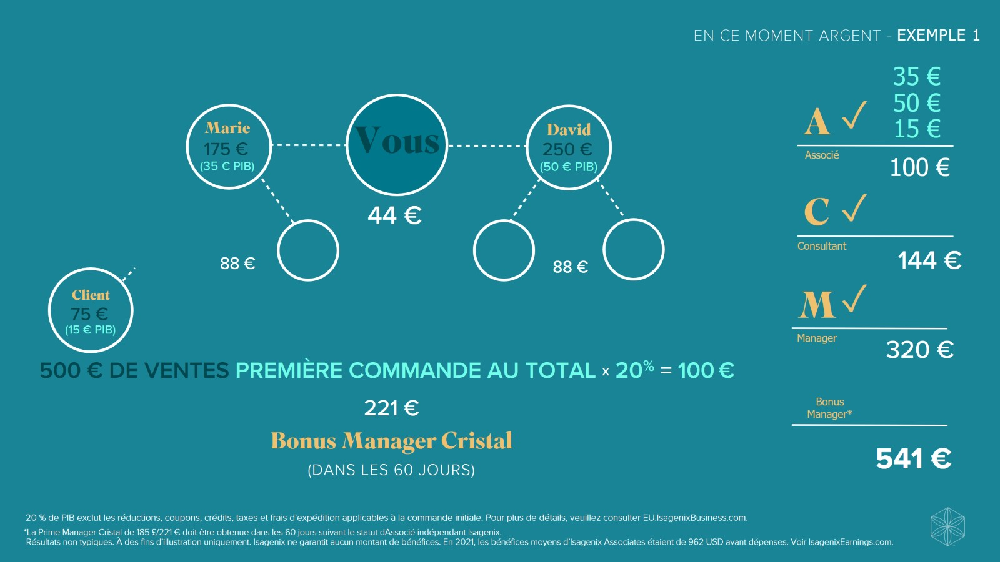 EN CE MOMENT ARGENT - EXEMPLE 1
Marie
175 €
(35 € PIB)
Vous
44 €
David
250 €
(50 € PIB)
88 €
88 €
Client
75 €
(15 € PIB)
500 € DE VENTES PREMIÈRE COMMANDE AU TOTAL x 20% = 100 €
221 €
Bonus Manager Cristal
(DANS LES 60 JOURS)
35 €
50 €
15 €
A ✓
Associé
100 €
C ✓
Consultant
144 €
M ✓
Manager
320 €
Bonus
Manager*
541 €
20 % de PIB exclut les réductions, coupons, crédits, taxes et frais d'expédition applicables à la commande initiale. Pour plus de détails, veuillez consulter EU.IsagenixBusiness.com.
*La Prime Manager Cristal de 185 £/221 € doit être obtenue dans les 60 jours suivant le statut dAssocié indépendant Isagenix.
Résultats non typiques. À des fins d'illustration uniquement. Isagenix ne garantit aucun montant de bénéfices. En 2021, les bénéfices moyens d'Isagenix Associates étaient de 962 USD avant dépenses. Voir IsagenixEarnings.com.